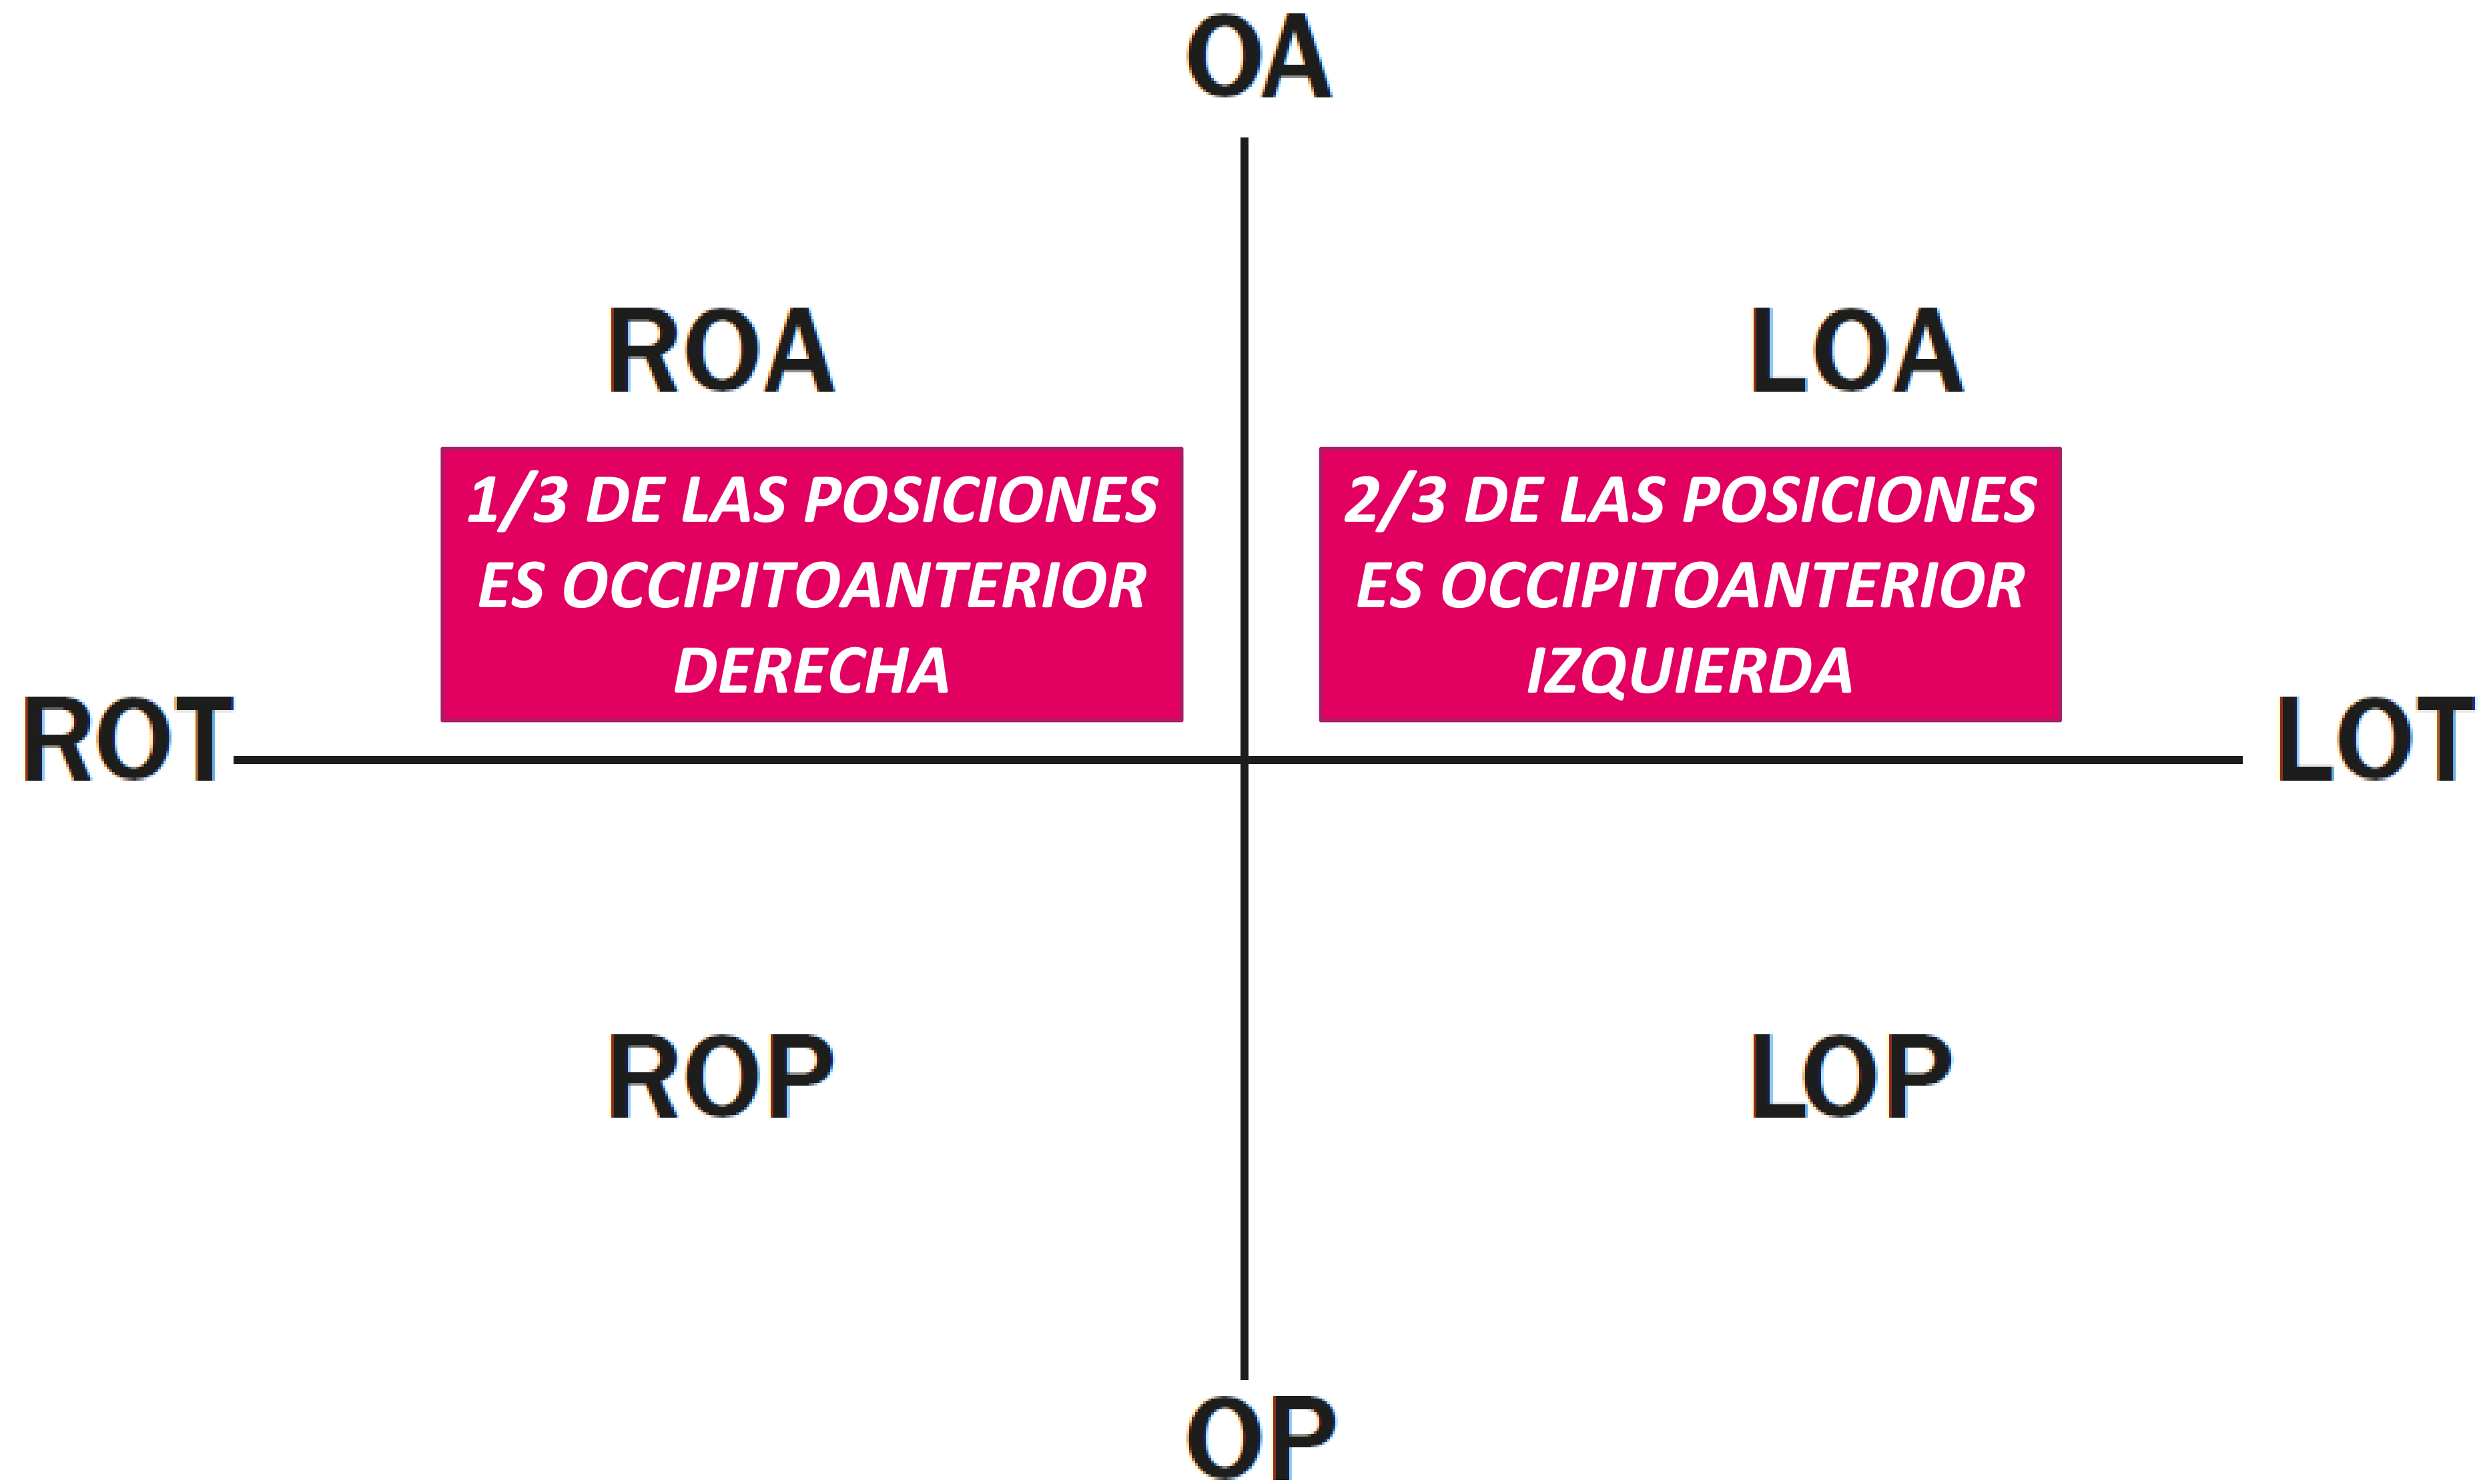 OA
ROA
LOA
1/3 DE LAS POSICIONES
ES OCCIPITOANTERIOR
DERECHA
2/3 DE LAS POSICIONES
ES OCCIPITOANTERIOR
IZQUIERDA
ROT
LOT
ROP
LOP
OP